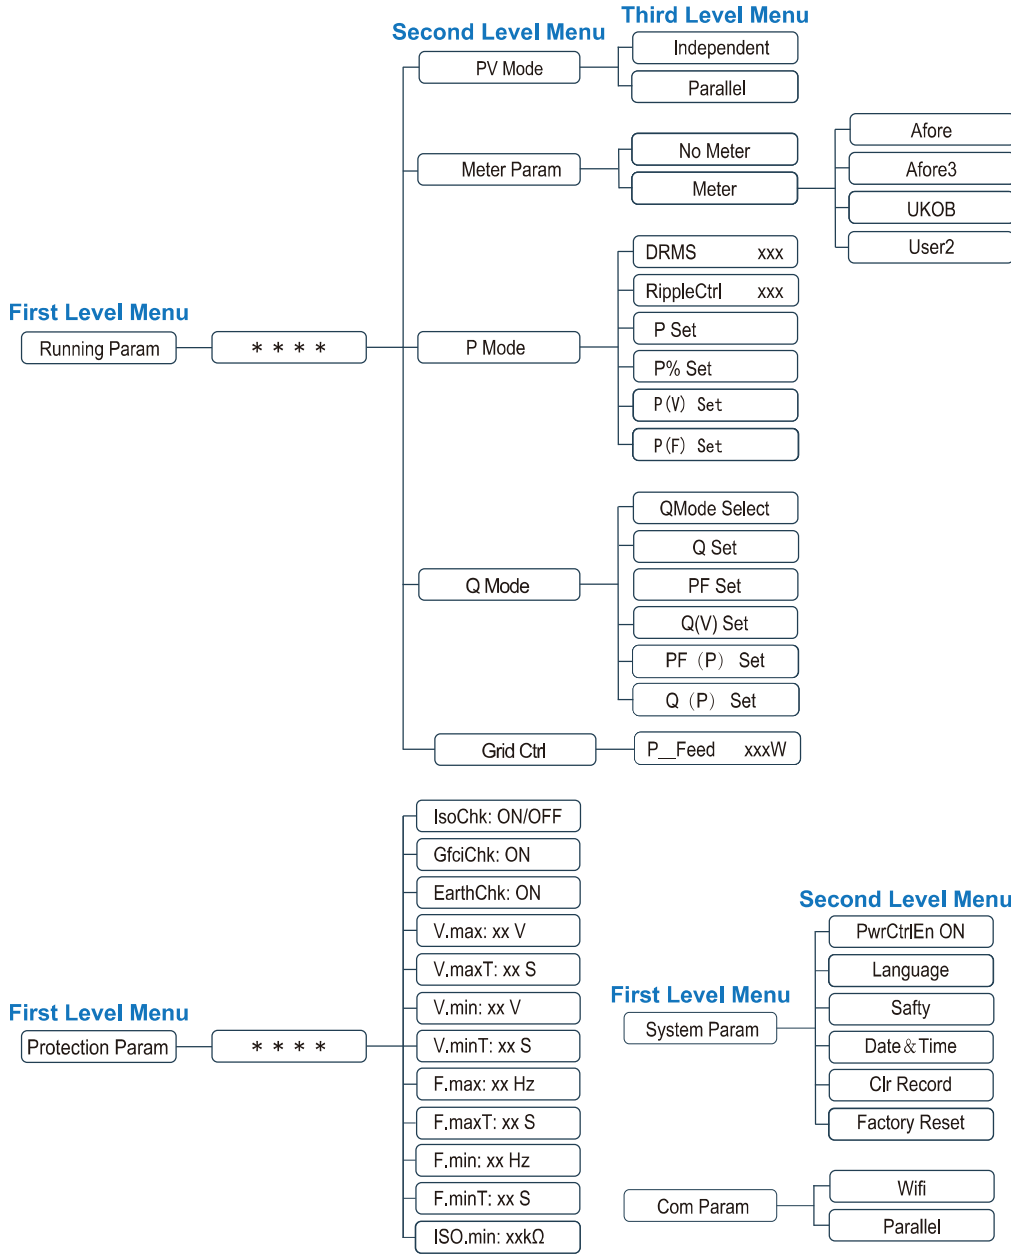 Third Level Menu
Second Level Menu
Independent
PV Mode
Parallel
Afore
No Meter
Meter Param
Afore3
Meter
UKOB
User2
DRMS xxx
RippleCtrl xxx
First Level Menu
P Set
Running Param
* * * *
P Mode
P% Set
P(V) Set
P(F) Set
QMode Select
Q Set
Q Mode
PF Set
Q(V) Set
PF (P) Set
Q (P) Set
Grid Ctrl
P__Feed xxxW
IsoChk: ON/OFF
GfciChk: ON
EarthChk: ON
V.max: xx V
V.maxT: xx S
V.min: xx V
First Level Menu
Protection Param
* * * *
V.minT: xx S
F.max: xx Hz
F.maxT: xx S
F.min: xx Hz
F.minT: xx S
ISO.min: xxkΩ
Second Level Menu
PwrCtrlEn ON
Language
First Level Menu
Safty
System Param
Date&Time
Clr Record
Factory Reset
Wifi
Com Param
Parallel